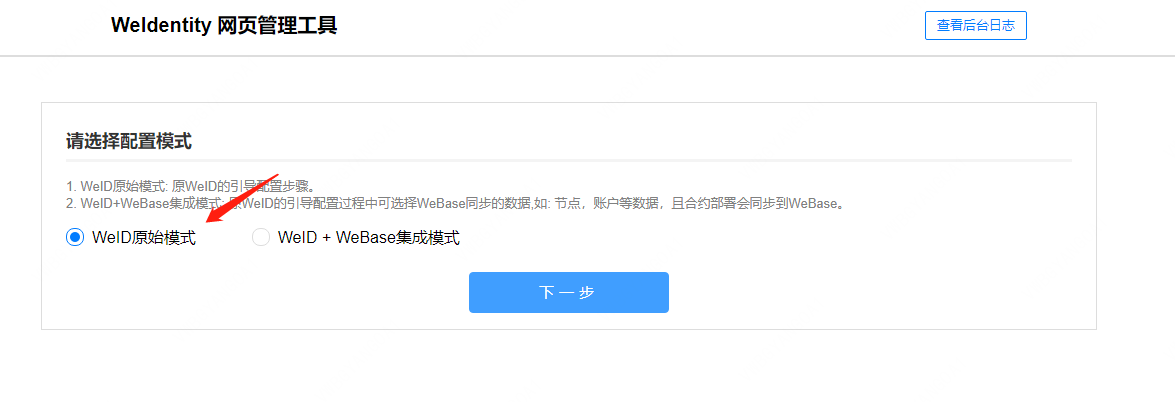 WeIdentity 网页管理工具
查看后台日志
请选择配置模式
1. WeID原始模式: 原WeID的引导配置步骤。
2. WeID+WeBase集成模式: 原WeID的引导配置过程中可选择WeBase同步的数据,如: 节点，账户等数据，且合约部署会同步到WeBase。
WeID原始模式
WeID + WeBase集成模式
下一步